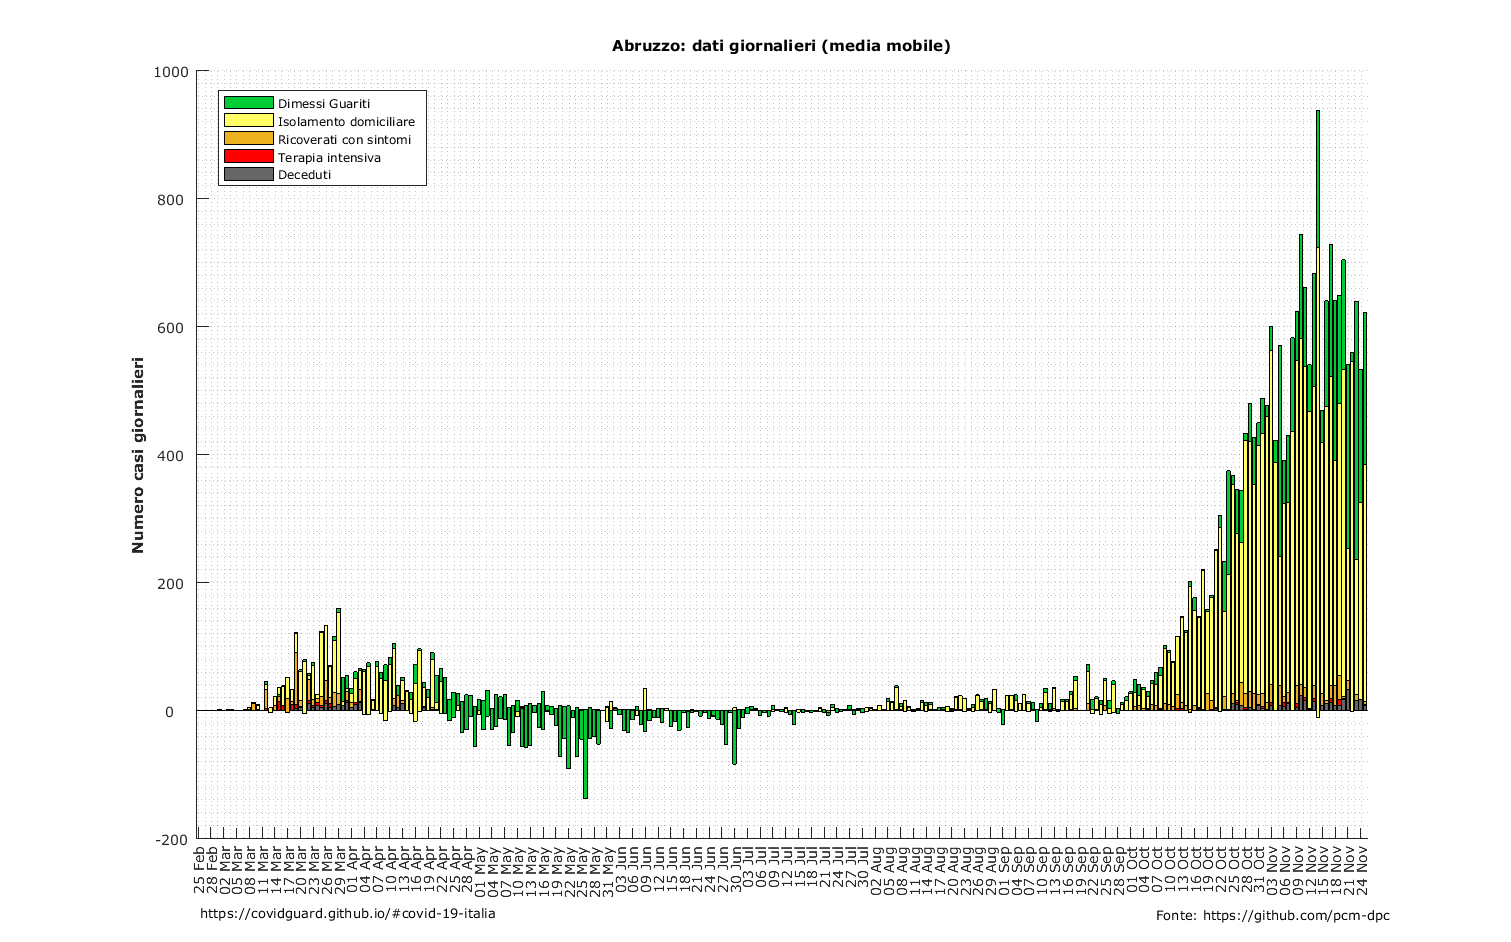 Abruzzo: dati giornalieri (media mobile)
1000
800
600
400
200
0
-200
Numero casi giornalieri
Dimessi Guariti
Isolamento domiciliare
Ricoverati con sintomi
Terapia intensiva
Deceduti
25 Feb
28 Feb
02 Mar
05 Mar
08 Mar
11 Mar
14 Mar
17 Mar
20 Mar
23 Mar
26 Mar
29 Mar
01 Apr
04 Apr
07 Apr
10 Apr
13 Apr
16 Apr
19 Apr
22 Apr
25 Apr
28 Apr
01 May
04 May
07 May
10 May
13 May
16 May
19 May
22 May
25 May
28 May
31 May
03 Jun
06 Jun
09 Jun
12 Jun
15 Jun
18 Jun
21 Jun
24 Jun
27 Jun
30 Jun
03 Jul
06 Jul
09 Jul
12 Jul
15 Jul
18 Jul
21 Jul
24 Jul
27 Jul
30 Jul
02 Aug
05 Aug
08 Aug
11 Aug
14 Aug
17 Aug
20 Aug
23 Aug
26 Aug
29 Aug
01 Sep
04 Sep
07 Sep
10 Sep
13 Sep
16 Sep
19 Sep
22 Sep
25 Sep
28 Sep
01 Oct
04 Oct
07 Oct
10 Oct
13 Oct
16 Oct
19 Oct
22 Oct
25 Oct
28 Oct
31 Oct
03 Nov
06 Nov
09 Nov
12 Nov
15 Nov
18 Nov
21 Nov
24 Nov
https://covidguard.github.io/#covid-19-italia
Fonte: https://github.com/pcm-dpc